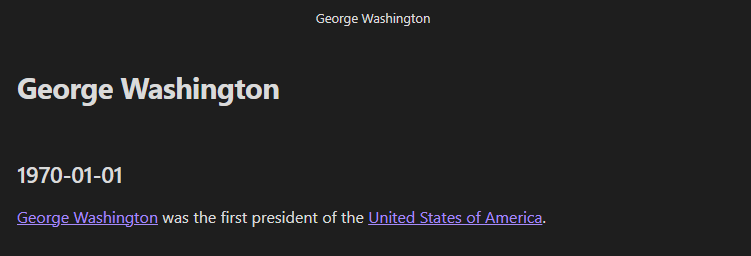 George Washington
George Washington
1970-01-01
George Washington was the first president of the United States of America.